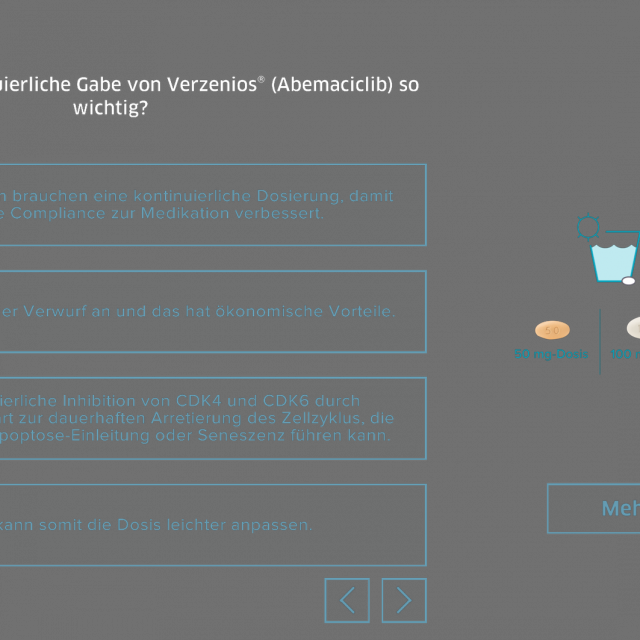 uierliche Gabe von Verzenios® (Abemaciclib) so
wichtig?
n brauchen eine kontinuierliche Dosierung, damit
e Compliance zur Medikation verbessert.
er Verwurf an und das hat ökonomische Vorteile.
ierliche Inhibition von CDK4 und CDK6 durch
rt zur dauerhaften Arretierung des Zellzyklus, die
poptose-Einleitung oder Seneszenz führen kann.
kann somit die Dosis leichter anpassen.
50
50 mg-Dosis
100 m
Meh